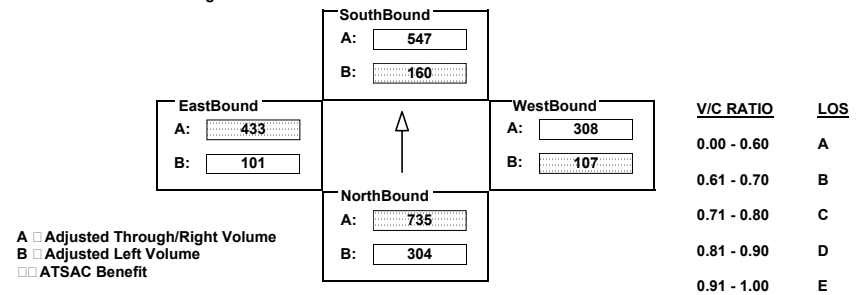 SouthBound
A: 547
B: 160
EastBound
A: 433
B: 101
WestBound
A: 308
B: 107
NorthBound
A: 735
B: 304
A □ Adjusted Through/Right Volume
B □ Adjusted Left Volume
□□ ATSAC Benefit
V/C RATIO LOS
0.00 - 0.60 A
0.61 - 0.70 B
0.71 - 0.80 C
0.81 - 0.90 D
0.91 - 1.00 E